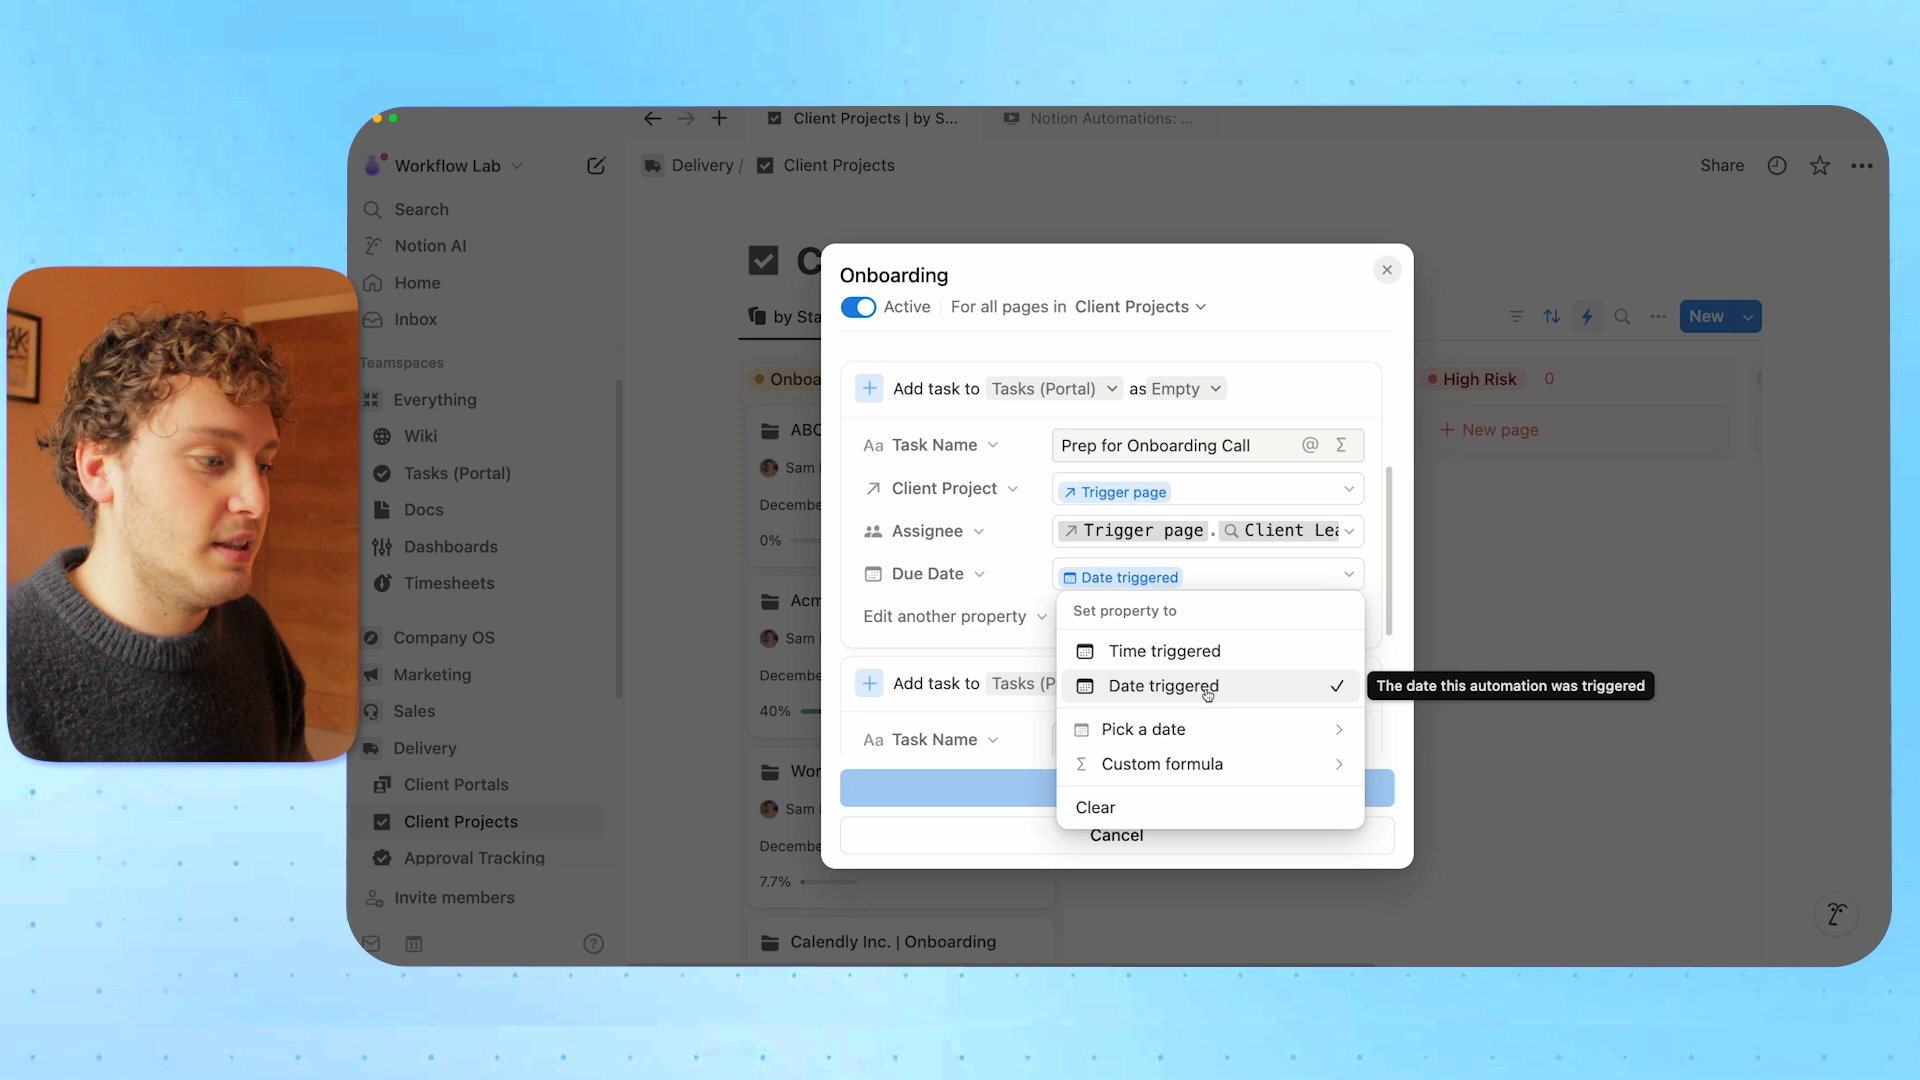 Client Projects | by S...
Notion Automations: ...
Workflow Lab
Delivery /
Client Projects
Share
Search
Notion AI
Home
Inbox
Teamspaces
Everything
Wiki
Tasks (Portal)
Docs
Dashboards
Timesheets
Company OS
Marketing
Sales
Delivery
Client Portals
Client Projects
Approval Tracking
Invite members
C
by Sta
New
Onboa
High Risk 0
+ New page
ABC
Sam
Decembe
0%
Acm
Sam
Decembe
40%
Wor
Sam
Decembe
7.7%
Calendly Inc. | Onboarding
Onboarding
Active
For all pages in Client Projects
Add task to Tasks (Portal) as Empty
Aa Task Name
Prep for Onboarding Call @ Σ
Client Project
Trigger page
Assignee
Trigger page . Client Lea
Due Date
Date triggered
Edit another property
Set property to
Time triggered
Date triggered
The date this automation was triggered
Pick a date
Σ Custom formula
Clear
Add task to Tasks (P
Aa Task Name
Cancel